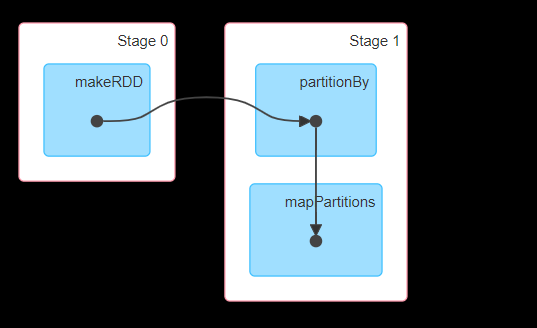 Stage 0
makeRDD
Stage 1
partitionBy
mapPartitions